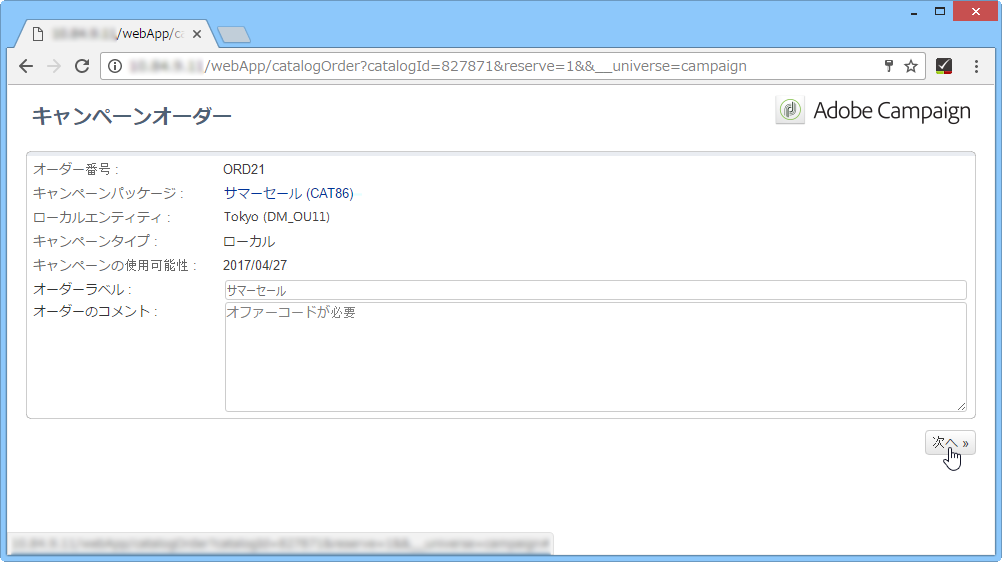 /webApp/ca
/webApp/catalogOrder?catalogId=827871&reserve=1&&__universe=campaign
キャンペーンオーダー
Adobe Campaign
オーダー番号 : ORD21
キャンペーンパッケージ : サマーセール (CAT86)
ローカルエンティティ : Tokyo (DM_OU11)
キャンペーンタイプ : ローカル
キャンペーンの使用可能性 : 2017/04/27
オーダーラベル : サマーセール
オーダーのコメント : オファーコードが必要
次へ »